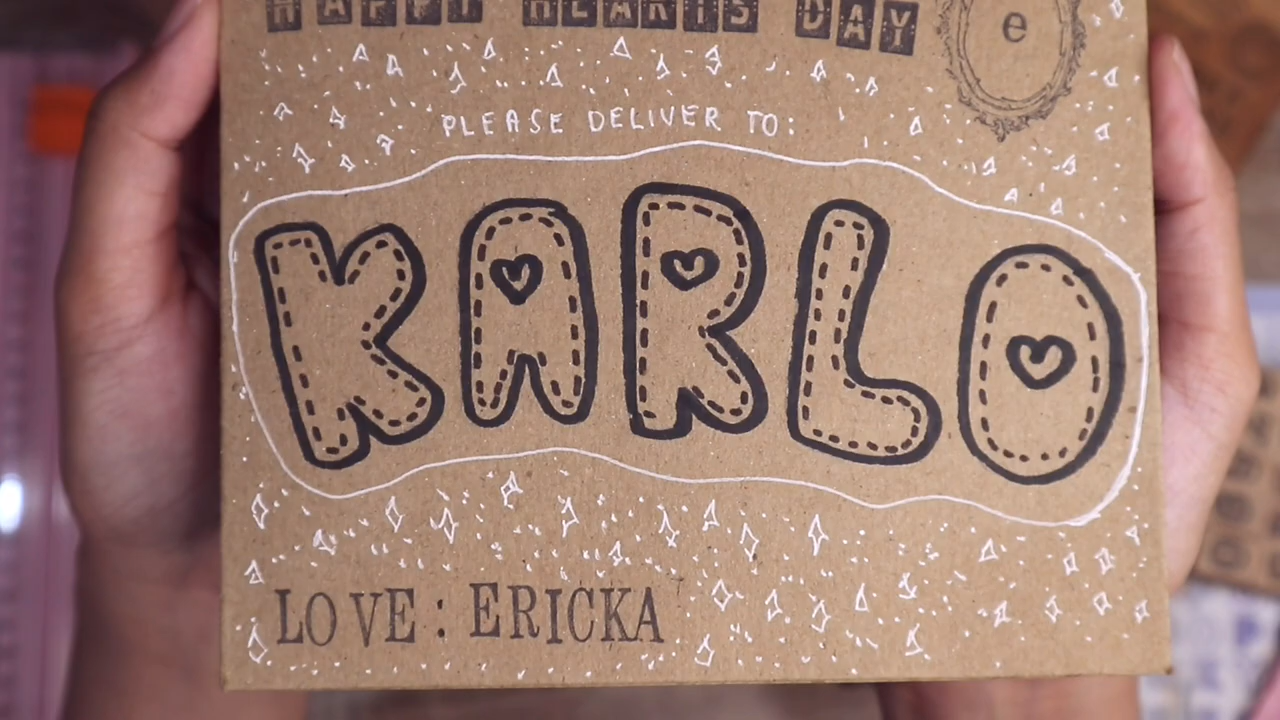 HAPPY HEARTS DAY
e
PLEASE DELIVER TO:
KARLO
LOVE: ERICKA